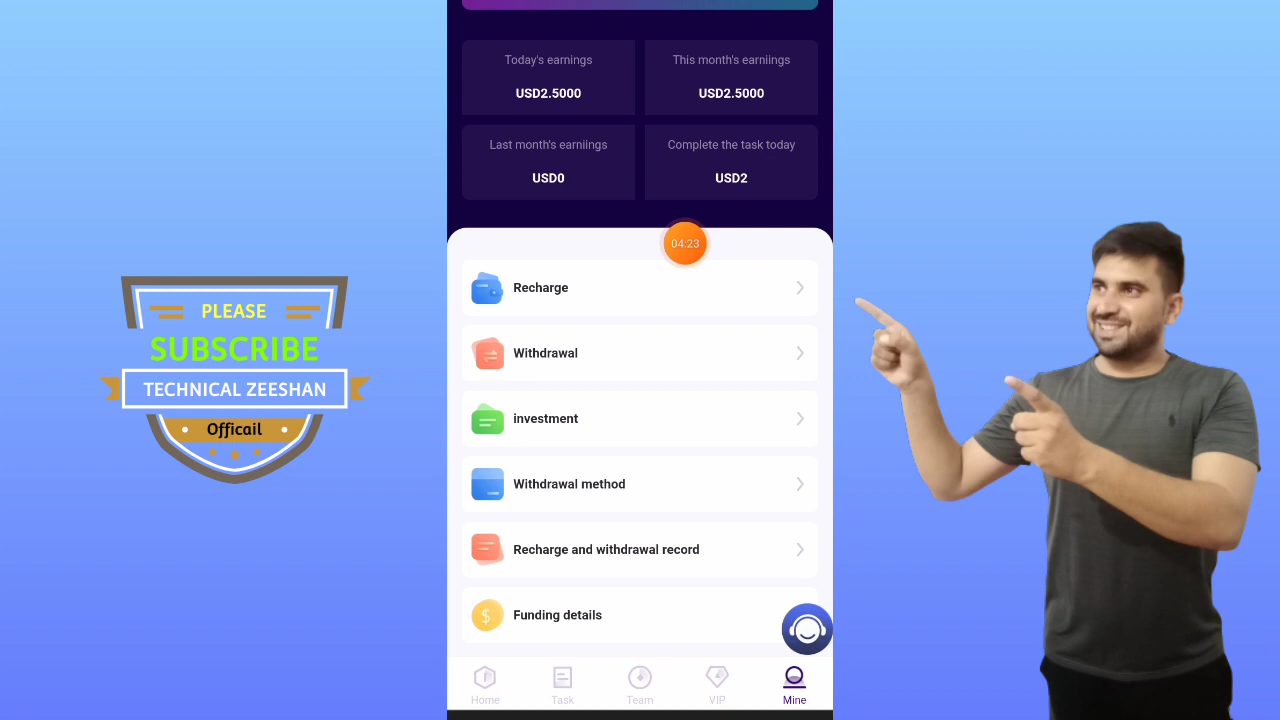 PLEASE
SUBSCRIBE
TECHNICAL ZEESHAN
Officail
Today's earnings
This month's earniings
USD2.5000
USD2.5000
Last month's earniings
Complete the task today
USD0
USD2
04:23
Recharge
Withdrawal
investment
Withdrawal method
Recharge and withdrawal record
$ Funding details
Home
Task
Team
VIP
Mine